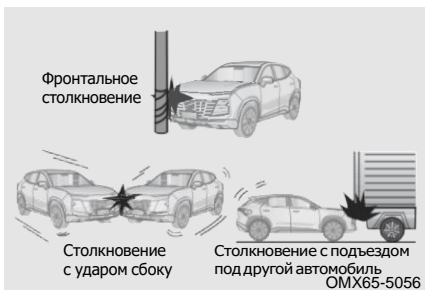 Фронтальное
столкновение
Столкновение
с ударом сбоку
Столкновение с подъездом
под другой автомобиль
OMX65-5056